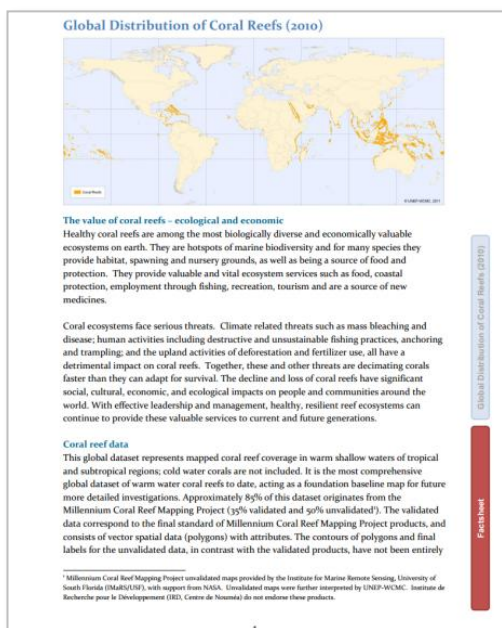 Global Distribution of Coral Reefs (2010)
Coral Reefs
© UNEP-WCMC, 2011
The value of coral reefs – ecological and economic
Healthy coral reefs are among the most biologically diverse and economically valuable
ecosystems on earth. They are hotspots of marine biodiversity and for many species they
provide habitat, spawning and nursery grounds, as well as being a source of food and
protection. They provide valuable and vital ecosystem services such as food, coastal
protection, employment through fishing, recreation, tourism and are a source of new
medicines.
Coral ecosystems face serious threats. Climate related threats such as mass bleaching and
disease; human activities including destructive and unsustainable fishing practices, anchoring
and trampling; and the upland activities of deforestation and fertilizer use, all have a
detrimental impact on coral reefs. Together, these and other threats are decimating corals
faster than they can adapt for survival. The decline and loss of coral reefs have significant
social, cultural, economic, and ecological impacts on people and communities around the
world. With effective leadership and management, healthy, resilient reef ecosystems can
continue to provide these valuable services to current and future generations.
Coral reef data
This global dataset represents mapped coral reef coverage in warm shallow waters of tropical
and subtropical regions; cold water corals are not included. It is the most comprehensive
global dataset of warm water coral reefs to date, acting as a foundation baseline map for future
more detailed investigations. Approximately 85% of this dataset originates from the
Millennium Coral Reef Mapping Project (35% validated and 50% unvalidated¹). The validated
data correspond to the final standard of Millennium Coral Reef Mapping Project products, and
consists of vector spatial data (polygons) with attributes. The contours of polygons and final
labels for the unvalidated data, in contrast with the validated products, have not been entirely
¹ Millennium Coral Reef Mapping Project unvalidated maps provided by the Institute for Marine Remote Sensing, University of
South Florida (IMaRS/USF), with support from NASA. Unvalidated maps were further interpreted by UNEP-WCMC. Institute de
Recherche pour le Développement (IRD, Centre de Nouméa) do not endorse these products.
Global Distribution of Coral Reefs (2010)
Factsheet